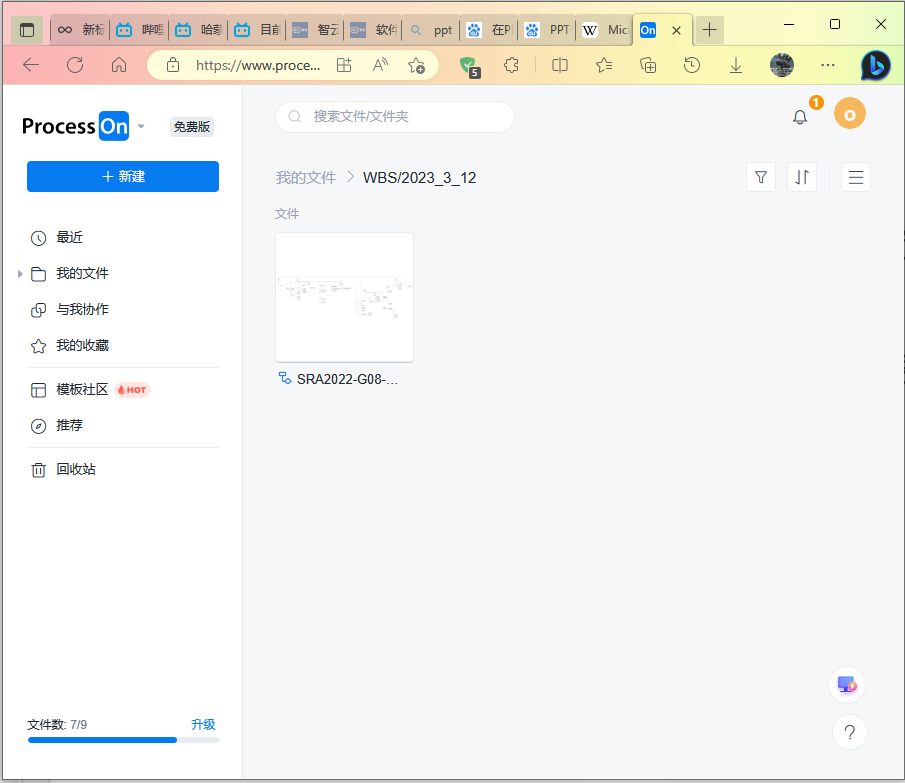 新标
哔哩
哈勒
目前
智云
软件
ppt
在P
PPT
W Mic
On
https://www.proce...
5
ProcessOn 免费版
搜索文件/文件夹
1
O
新建
我的文件 > WBS/2023_3_12
文件
最近
我的文件
与我协作
我的收藏
SRA2022-G08-...
模板社区 HOT
推荐
回收站
文件数: 7/9 升级
?